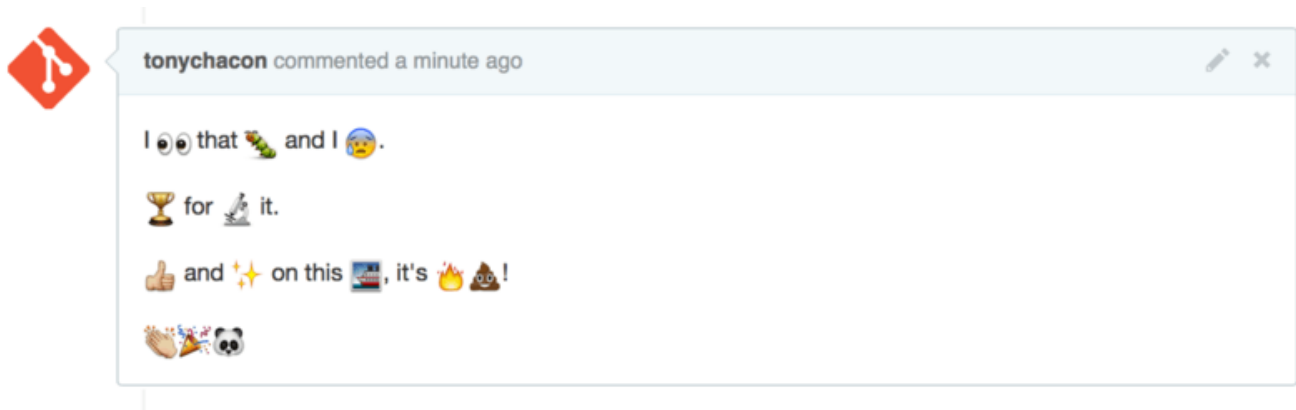 tonychacon commented a minute ago
I 👀 that 🐛 and I 😰.
🏆 for 🔬 it.
👍 and ✨ on this 🚢, it's 🔥💩!
👏🎉🐼